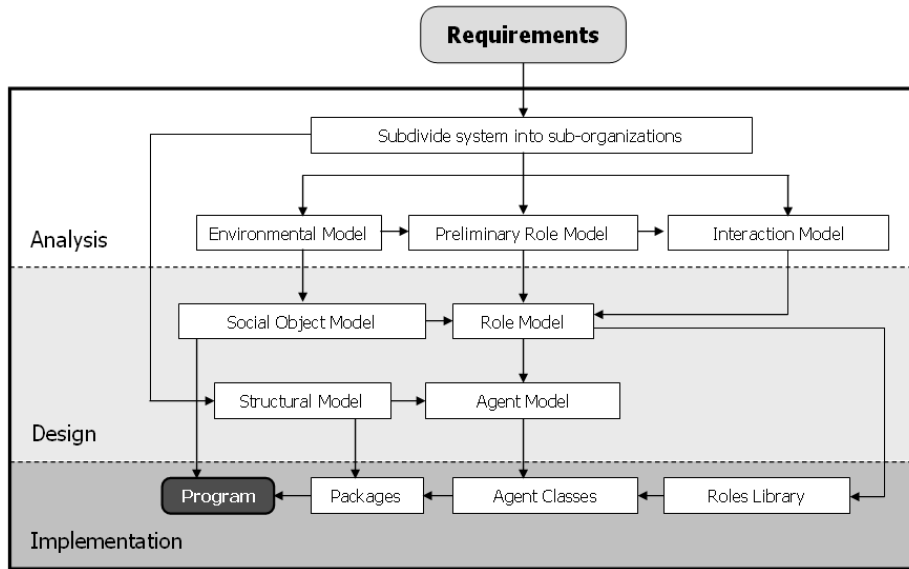 Requirements
Subdivide system into sub-organizations
Environmental Model
Preliminary Role Model
Interaction Model
Analysis
Social Object Model
Role Model
Structural Model
Agent Model
Design
Program
Packages
Agent Classes
Roles Library
Implementation